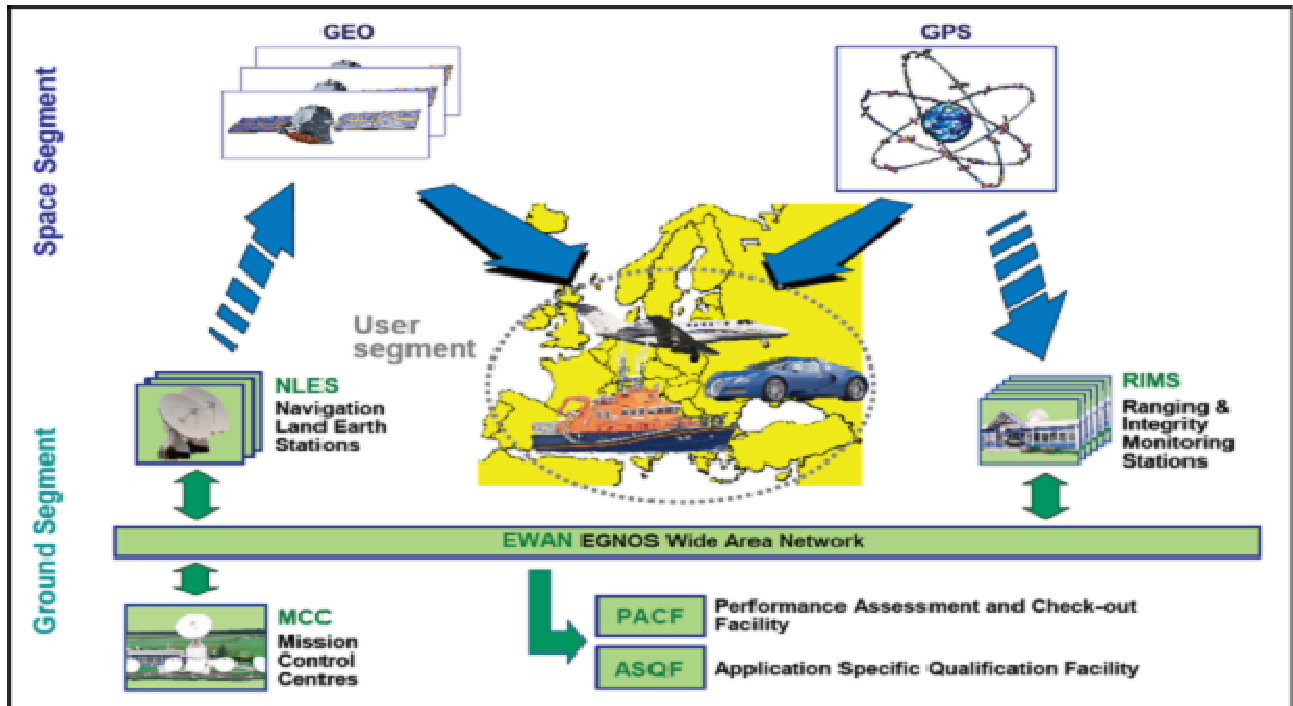 GEO
GPS
Space Segment
User
segment
NLES
Navigation
Land Earth
Stations
RIMS
Ranging &
Integrity
Monitoring
Stations
Ground Segment
EWAN EGNOS Wide Area Network
MCC
Mission
Control
Centres
PACF
Performance Assessment and Check-out
Facility
ASQF
Application Specific Qualification Facility